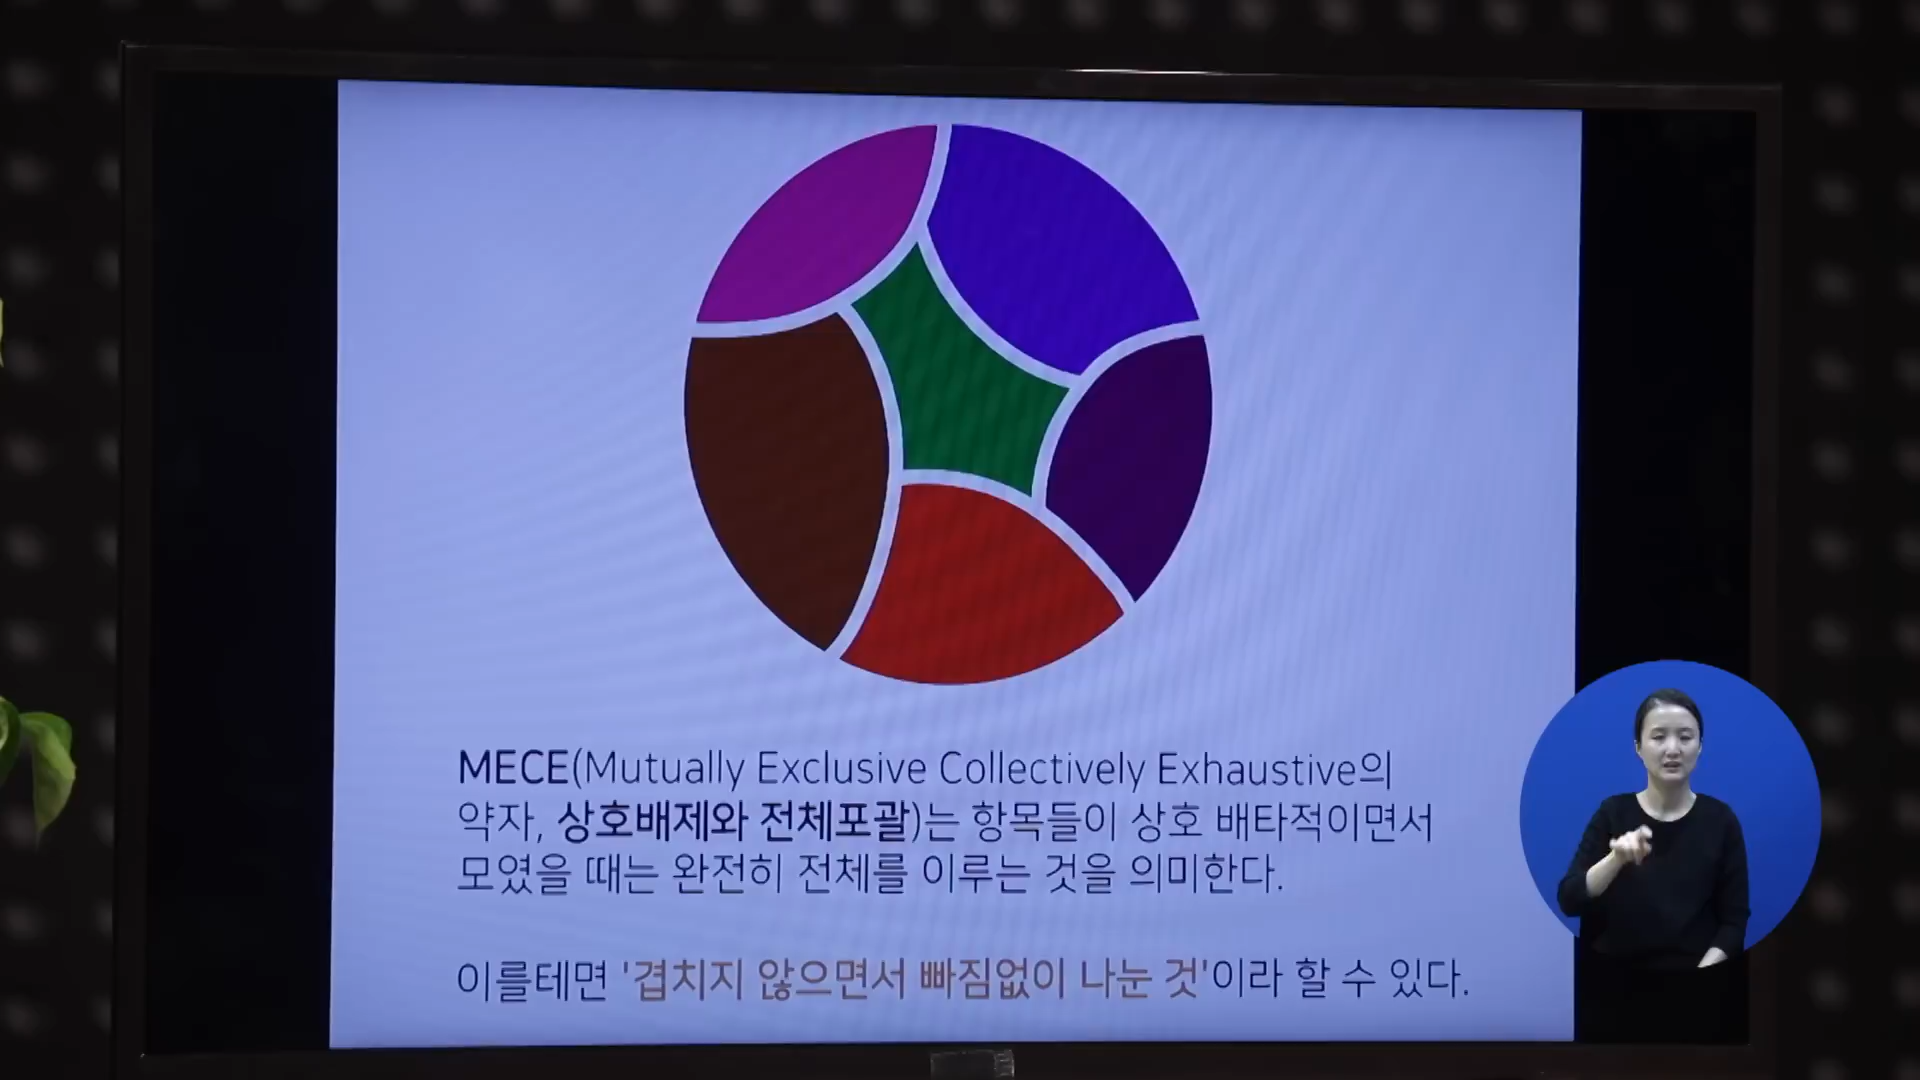 MECE(Mutually Exclusive Collectively Exhaustive의
약자, 상호배제와 전체포괄)는 항목들이 상호 배타적이면서
모였을 때는 완전히 전체를 이루는 것을 의미한다.
이를테면 '겹치지 않으면서 빠짐없이 나눈 것'이라 할 수 있다.